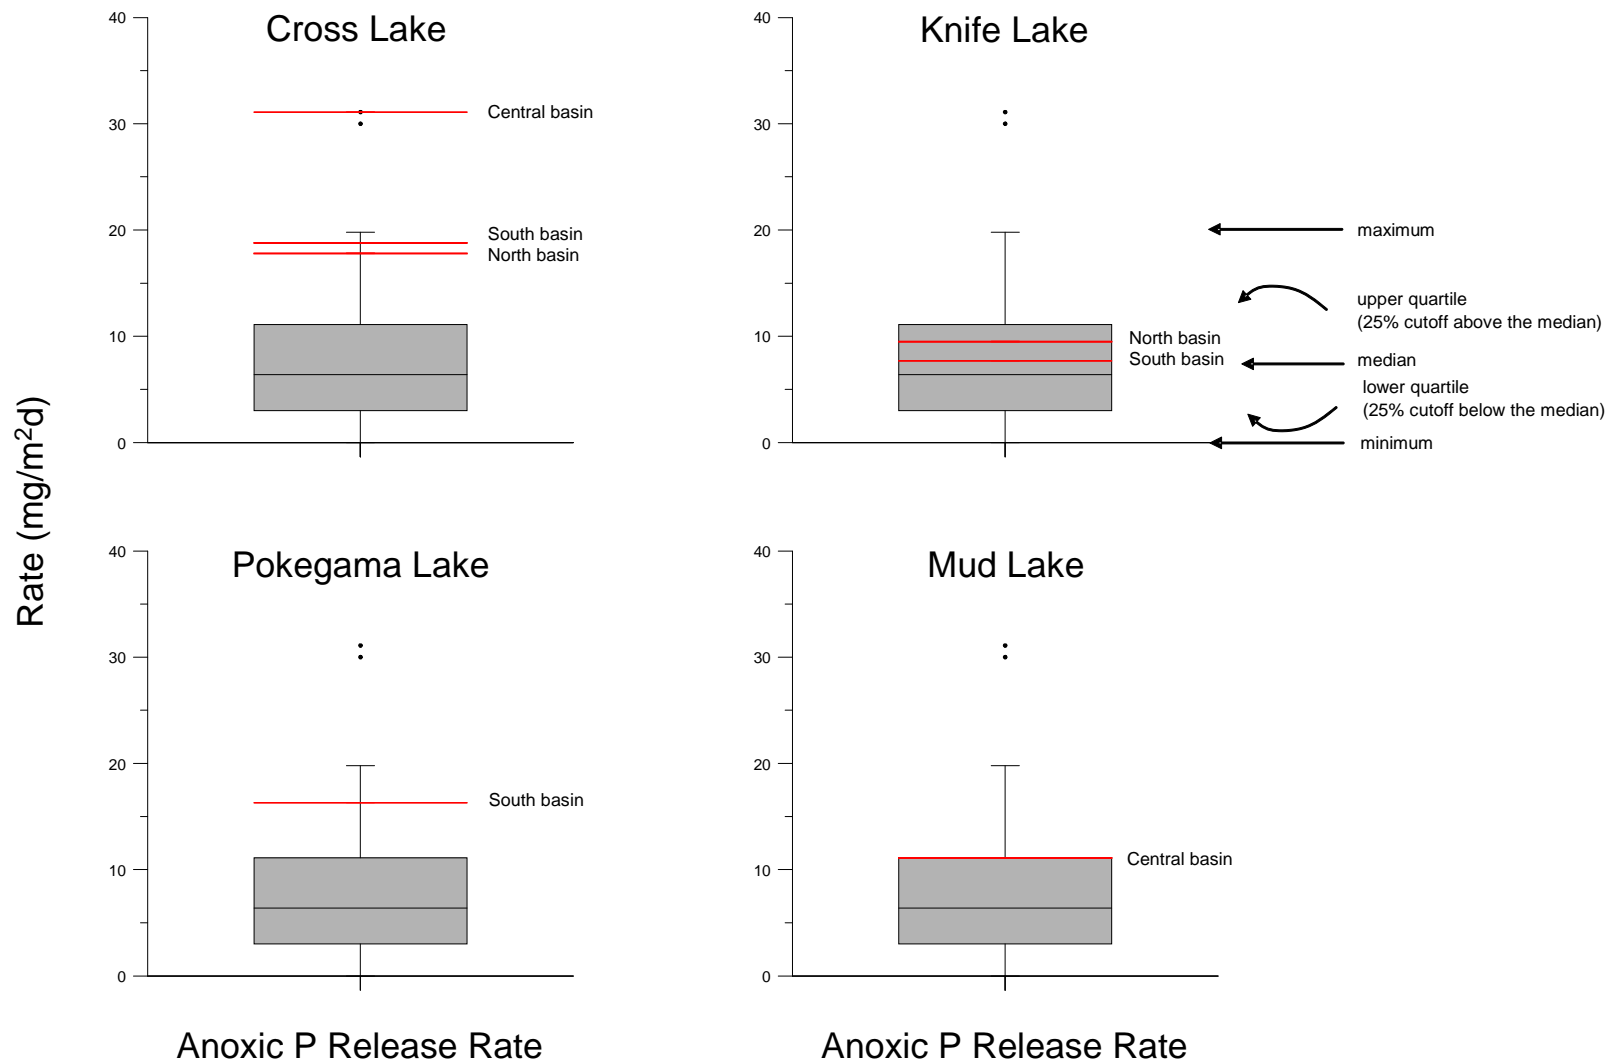 Cross Lake
40
30
20
10
0
Central basin
South basin
North basin
Knife Lake
40
30
20
10
0
North basin
South basin
maximum
upper quartile
(25% cutoff above the median)
median
lower quartile
(25% cutoff below the median)
minimum
Rate (mg/m²d)
Pokegama Lake
40
30
20
10
0
South basin
Anoxic P Release Rate
Mud Lake
40
30
20
10
0
Central basin
Anoxic P Release Rate